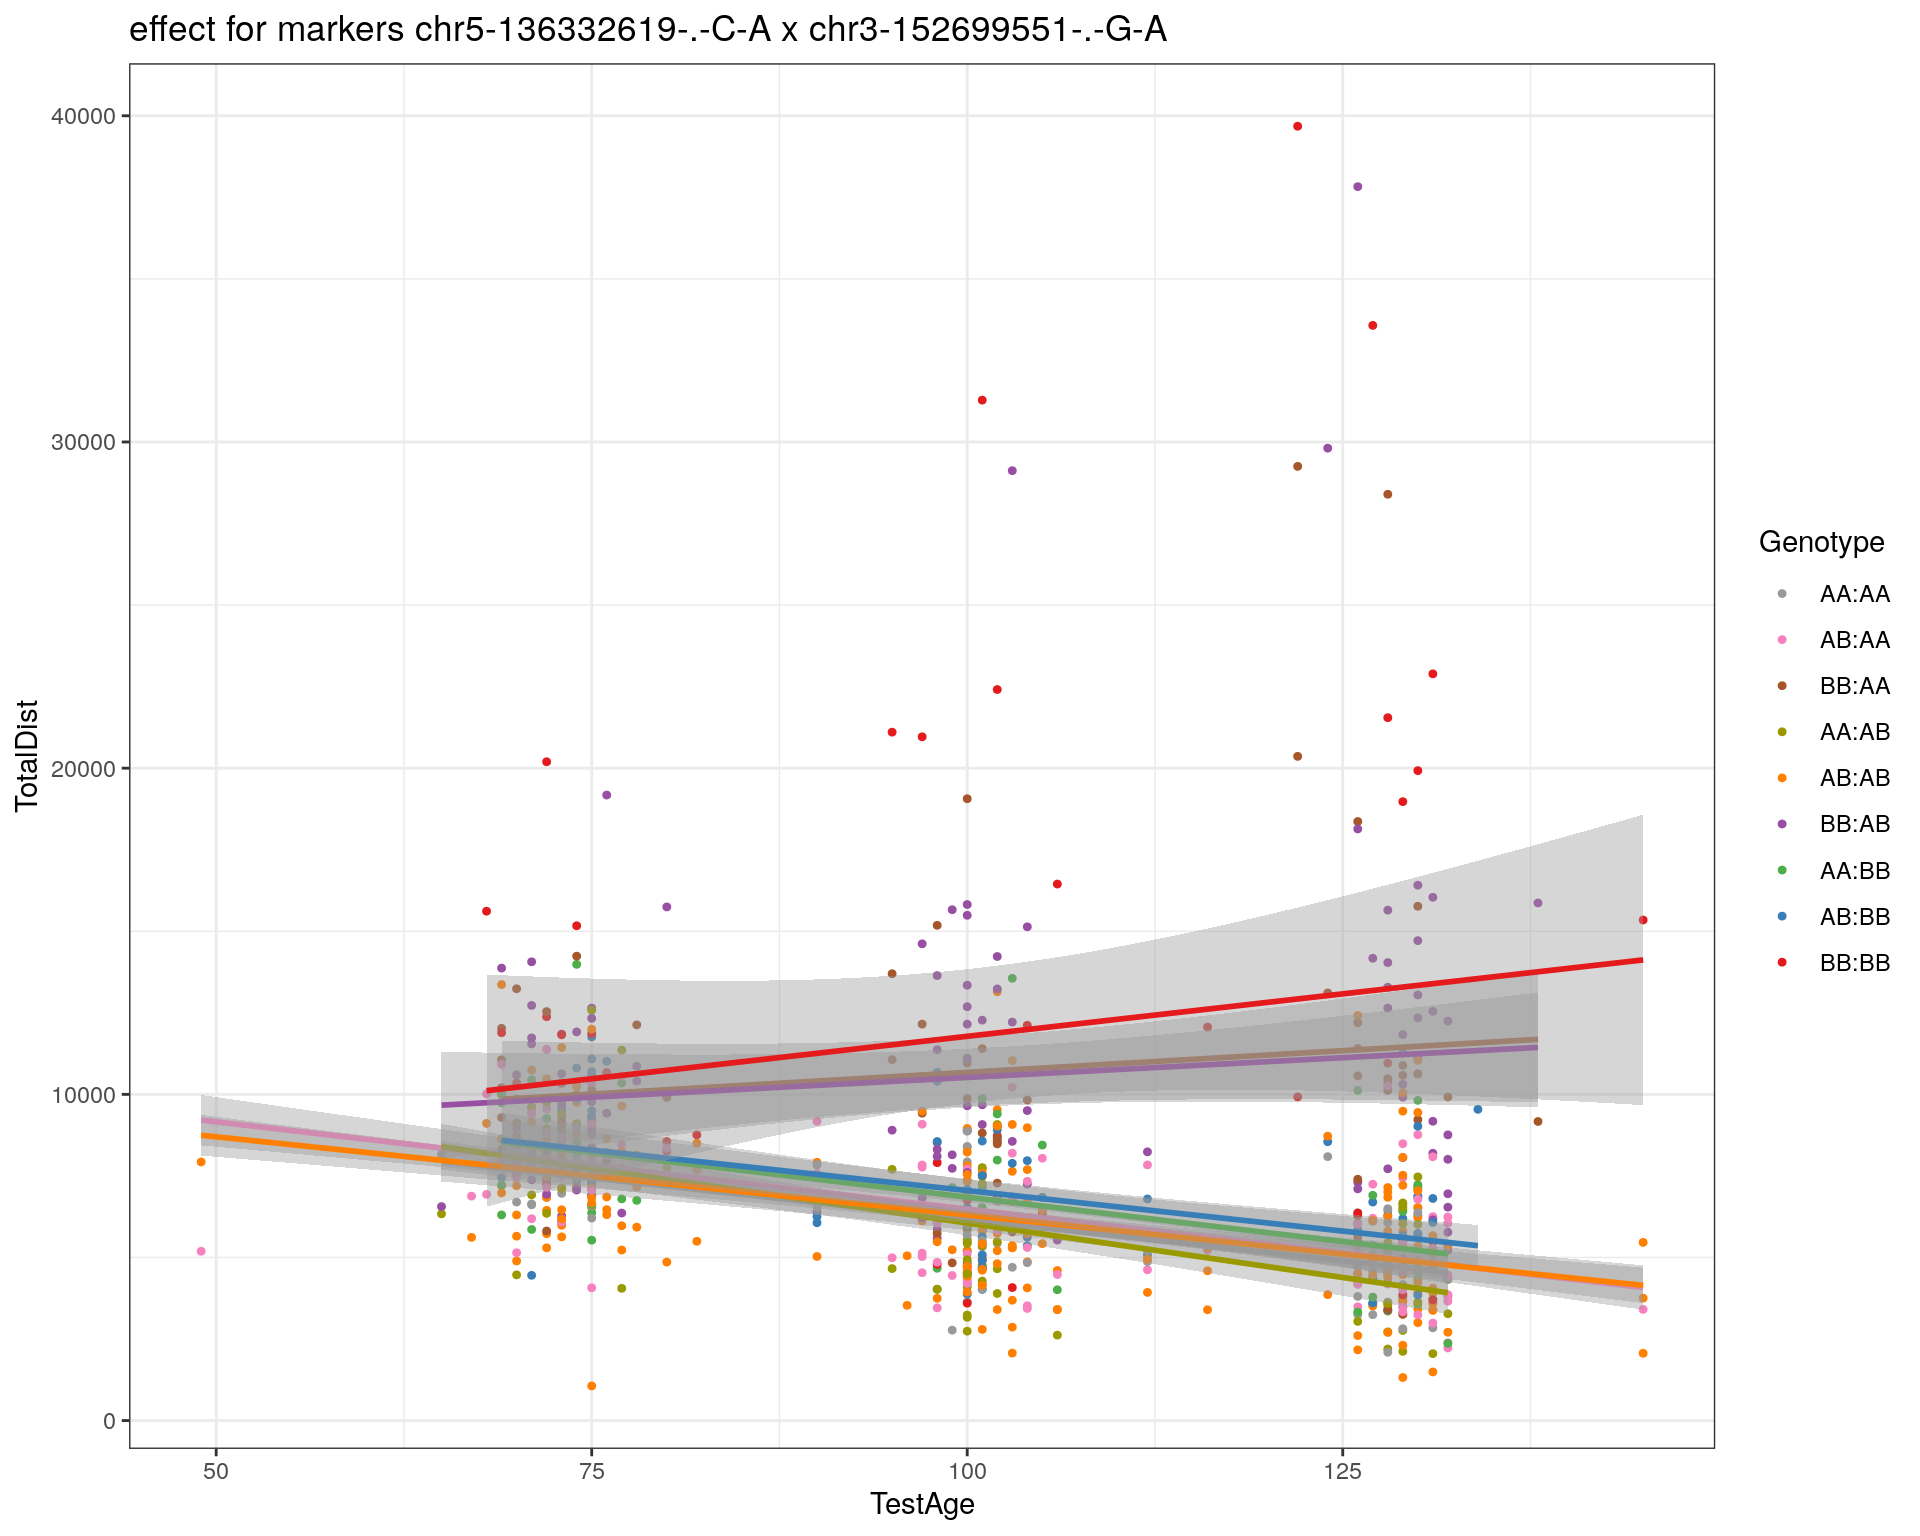 effect for markers chr5-136332619-.-C-A x chr3-152699551-.-G-A
40000
30000
20000
10000
0
TotalDist
50
75
100
125
TestAge
Genotype
AA:AA
AB:AA
BB:AA
AA:AB
AB:AB
BB:AB
AA:BB
AB:BB
BB:BB